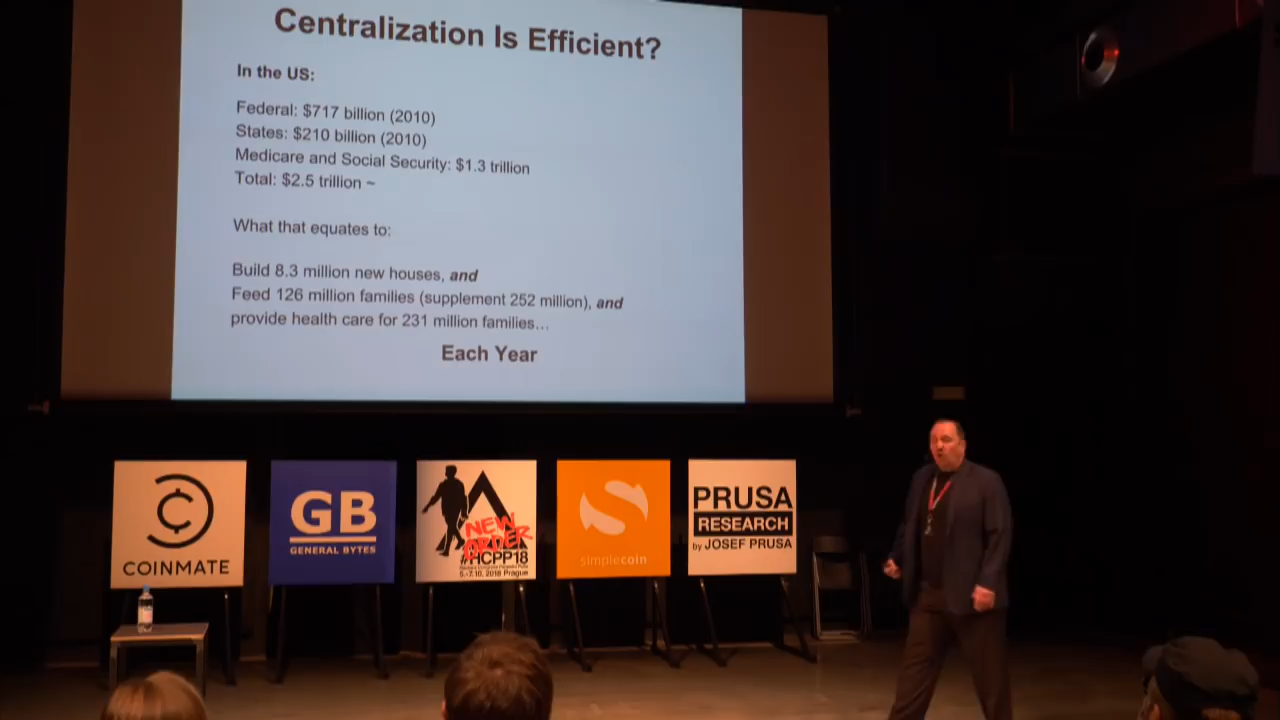 Centralization Is Efficient?
In the US:
Federal: $717 billion (2010)
States: $210 billion (2010)
Medicare and Social Security: $1.3 trillion
Total: $2.5 trillion ~
What that equates to:
Build 8.3 million new houses, and
Feed 126 million families (supplement 252 million), and
provide health care for 231 million families…
Each Year
COINMATE
GB
GENERAL BYTES
NEW
ORDER
#HCPP18
5.-7.10. 2018 Prague
simplecoin
PRUSA
RESEARCH
by JOSEF PRUSA